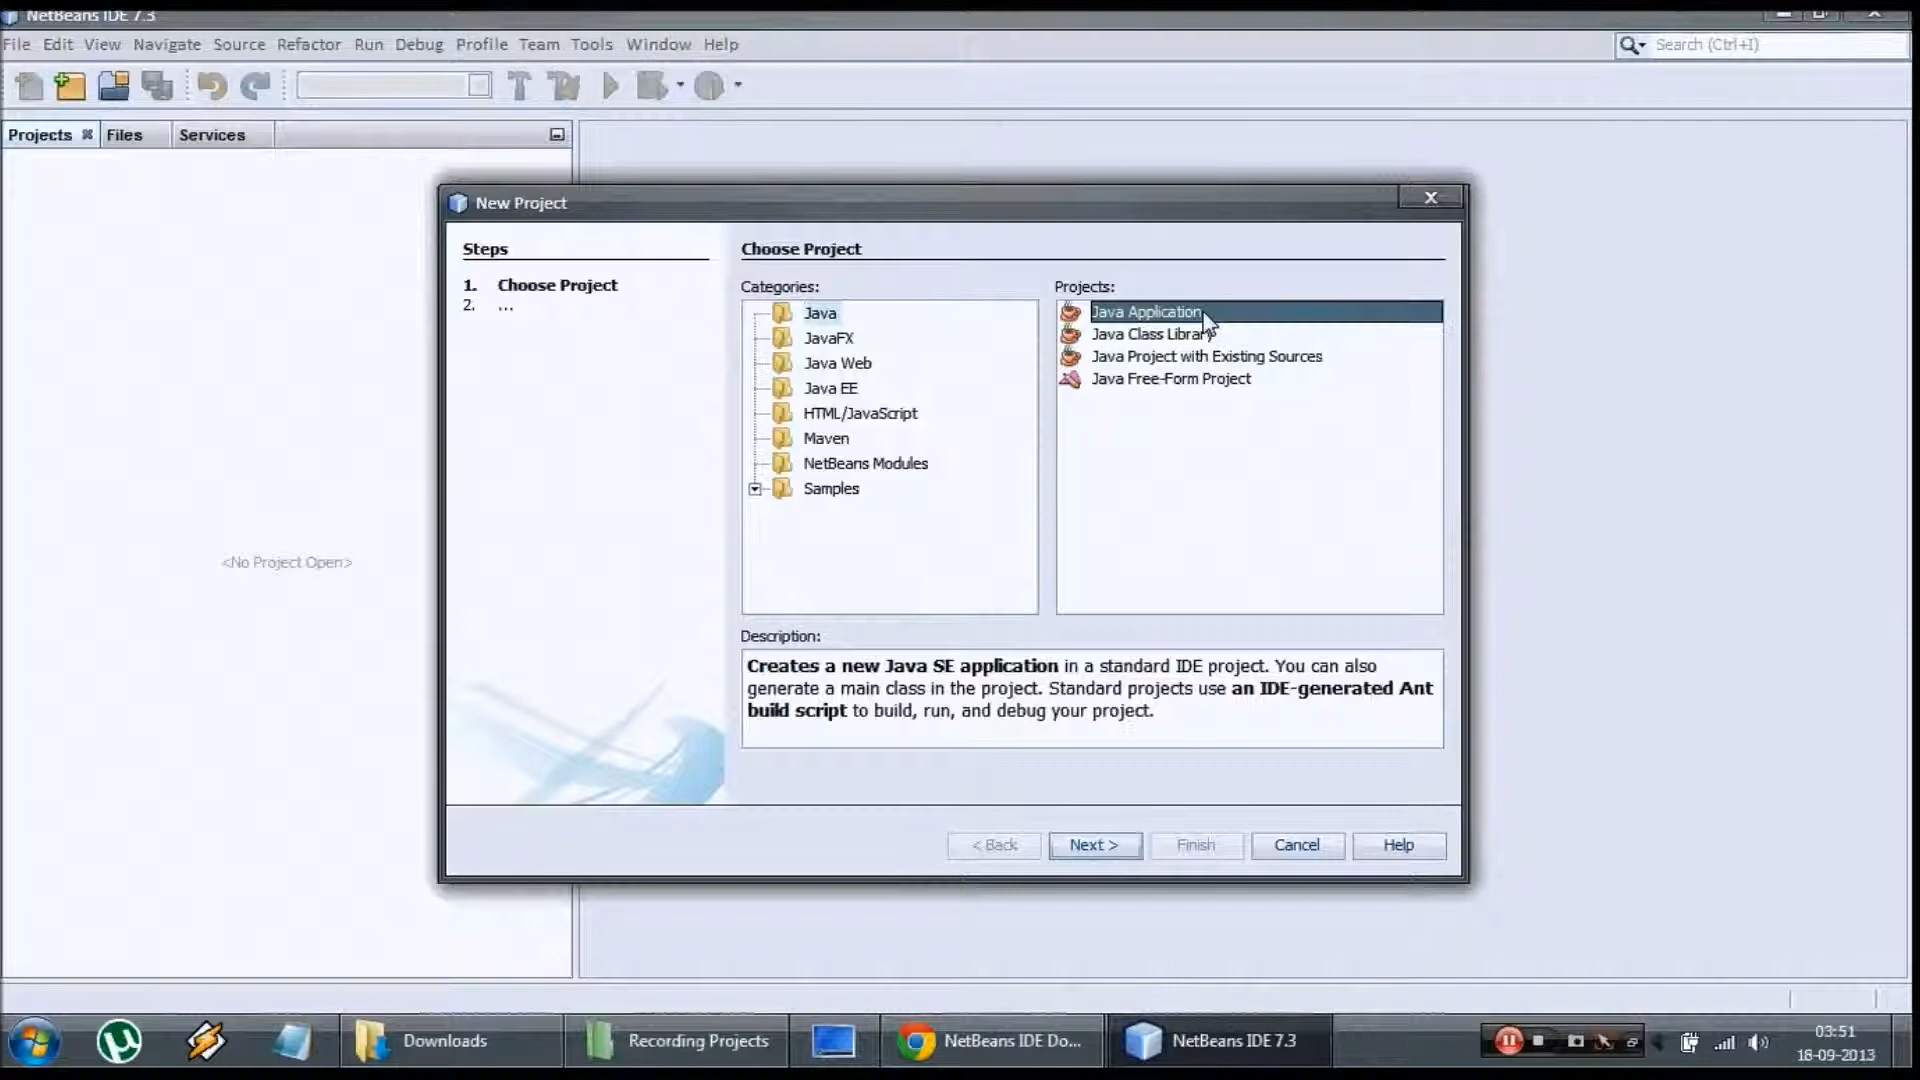 NetBeans IDE 7.3
File Edit View Navigate Source Refactor Run Debug Profile Team Tools Window Help
Search (Ctrl+I)
Projects Files Services
<No Project Open>
New Project
X
Steps
1. Choose Project
2. ...
Choose Project
Categories:
Java
JavaFX
Java Web
Java EE
HTML/JavaScript
Maven
NetBeans Modules
Samples
Projects:
Java Application
Java Class Library
Java Project with Existing Sources
Java Free-Form Project
Description:
Creates a new Java SE application in a standard IDE project. You can also
generate a main class in the project. Standard projects use an IDE-generated Ant
build script to build, run, and debug your project.
< Back Next > Finish Cancel Help
Downloads Recording Projects NetBeans IDE Do... NetBeans IDE 7.3
03:51
18-09-2013